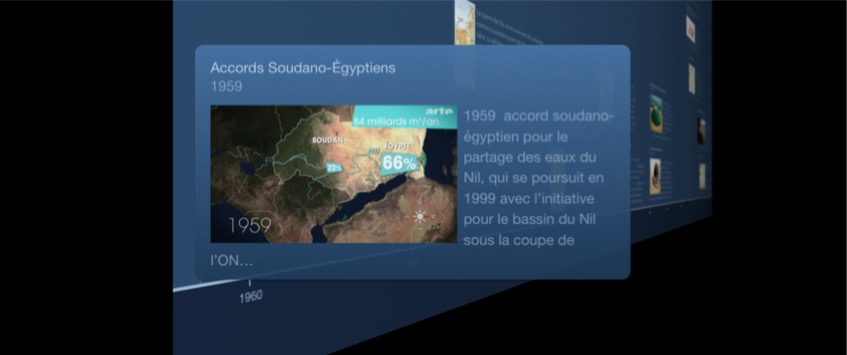 Accords Soudano-Égyptiens
1959
arte
84 milliards m³/an
SOUDAN
ÉGYPTE
22%
66%
1959
1959 accord soudano-
égyptien pour le
partage des eaux du
Nil, qui se poursuit en
1999 avec l'initiative
pour le bassin du Nil
sous la coupe de
l'ON...
1960